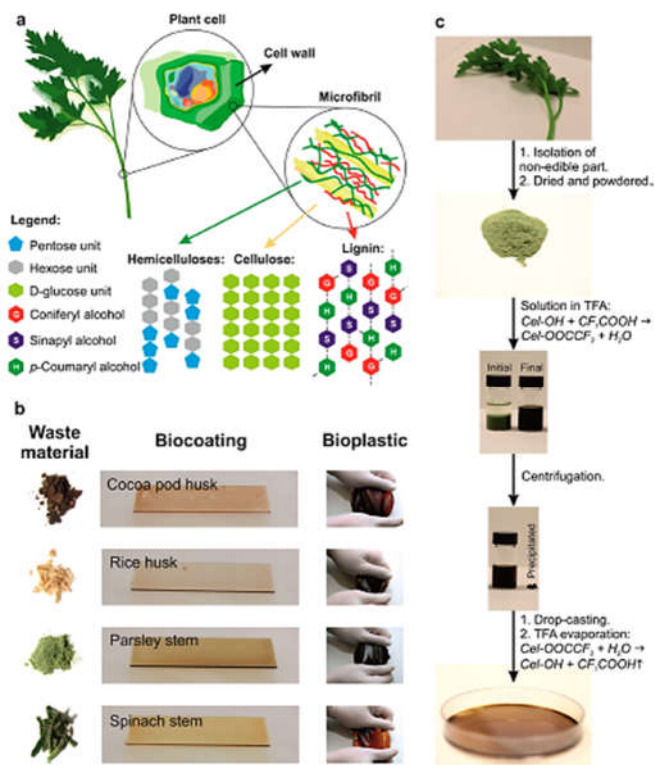 a
Plant cell
Cell wall
Microfibril
Legend:
Pentose unit
Hexose unit
D-glucose unit
G Coniferyl alcohol
S Sinapyl alcohol
H p-Coumaryl alcohol
Hemicelluloses:
Cellulose:
Lignin:
S
G
H
G
H
S
S
H
S
G
H
G
H
b
Waste
material
Biocoating
Bioplastic
Cocoa pod husk
Rice husk
Parsley stem
Spinach stem
c
1. Isolation of
non-edible part.
2. Dried and powdered.
Solution in TFA:
Cel-OH + CF₃COOH →
Cel-OOCCF₃ + H₂O
Initial Final
Centrifugation.
Precipitated
1. Drop-casting.
2. TFA evaporation:
Cel-OOCCF₃ + H₂O →
Cel-OH + CF₃COOH↑